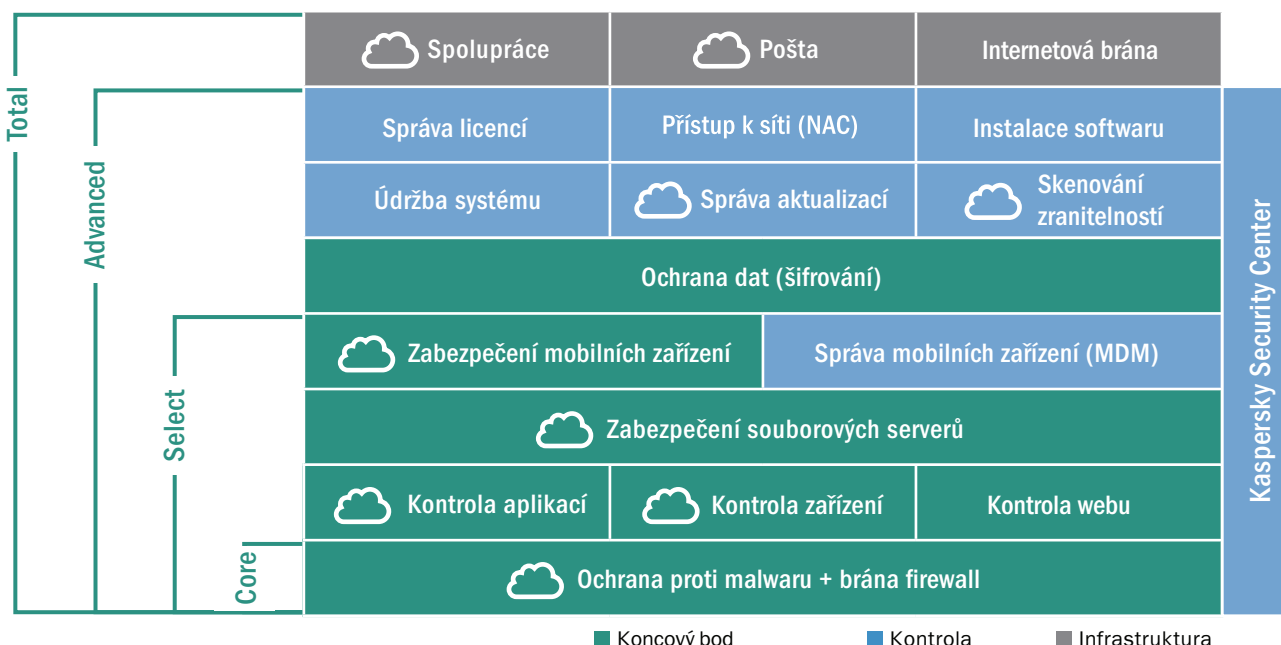 Spolupráce
Pošta
Internetová brána
Správa licencí
Přístup k síti (NAC)
Instalace softwaru
Údržba systému
Správa aktualizací
Skenování
zranitelností
Ochrana dat (šifrování)
Zabezpečení mobilních zařízení
Správa mobilních zařízení (MDM)
Zabezpečení souborových serverů
Kontrola aplikací
Kontrola zařízení
Kontrola webu
Ochrana proti malwaru + brána firewall
Total
Advanced
Select
Core
Kaspersky Security Center
Koncový bod
Kontrola
Infrastruktura